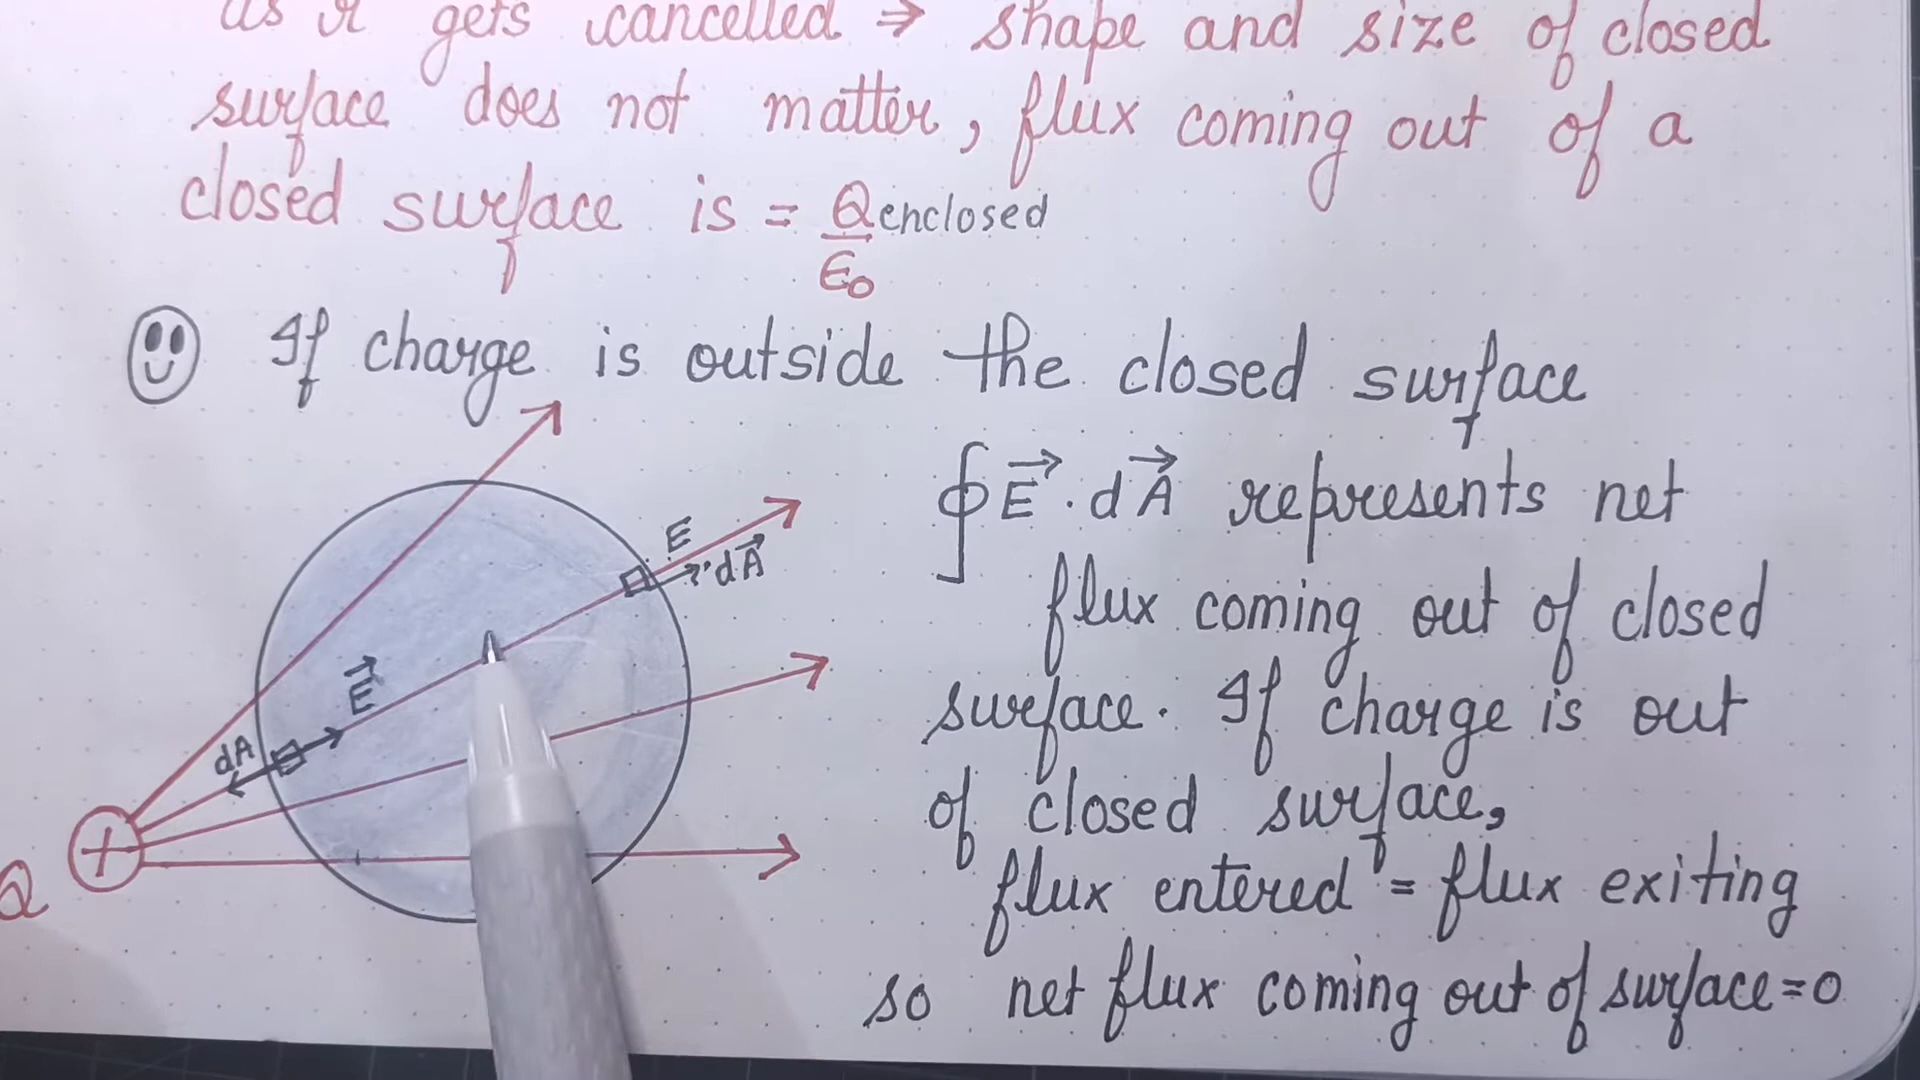 as it gets cancelled ⇒ shape and size of closed
surface does not matter, flux coming out of a
closed surface is = Qenclosed / ε₀
If charge is outside the closed surface
∮E⃗.dA⃗ represents net
flux coming out of closed
surface. If charge is out
of closed surface,
flux entered = flux exiting
so net flux coming out of surface=0
E
dA⃗
E⃗
dA
+
Q